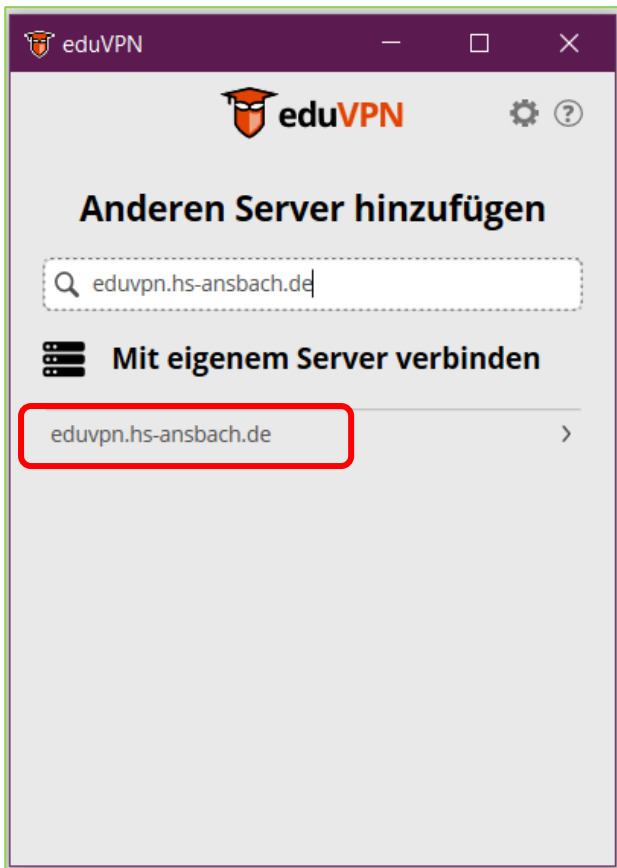 eduVPN
eduVPN
Anderen Server hinzufügen
eduvpn.hs-ansbach.de
Mit eigenem Server verbinden
eduvpn.hs-ansbach.de